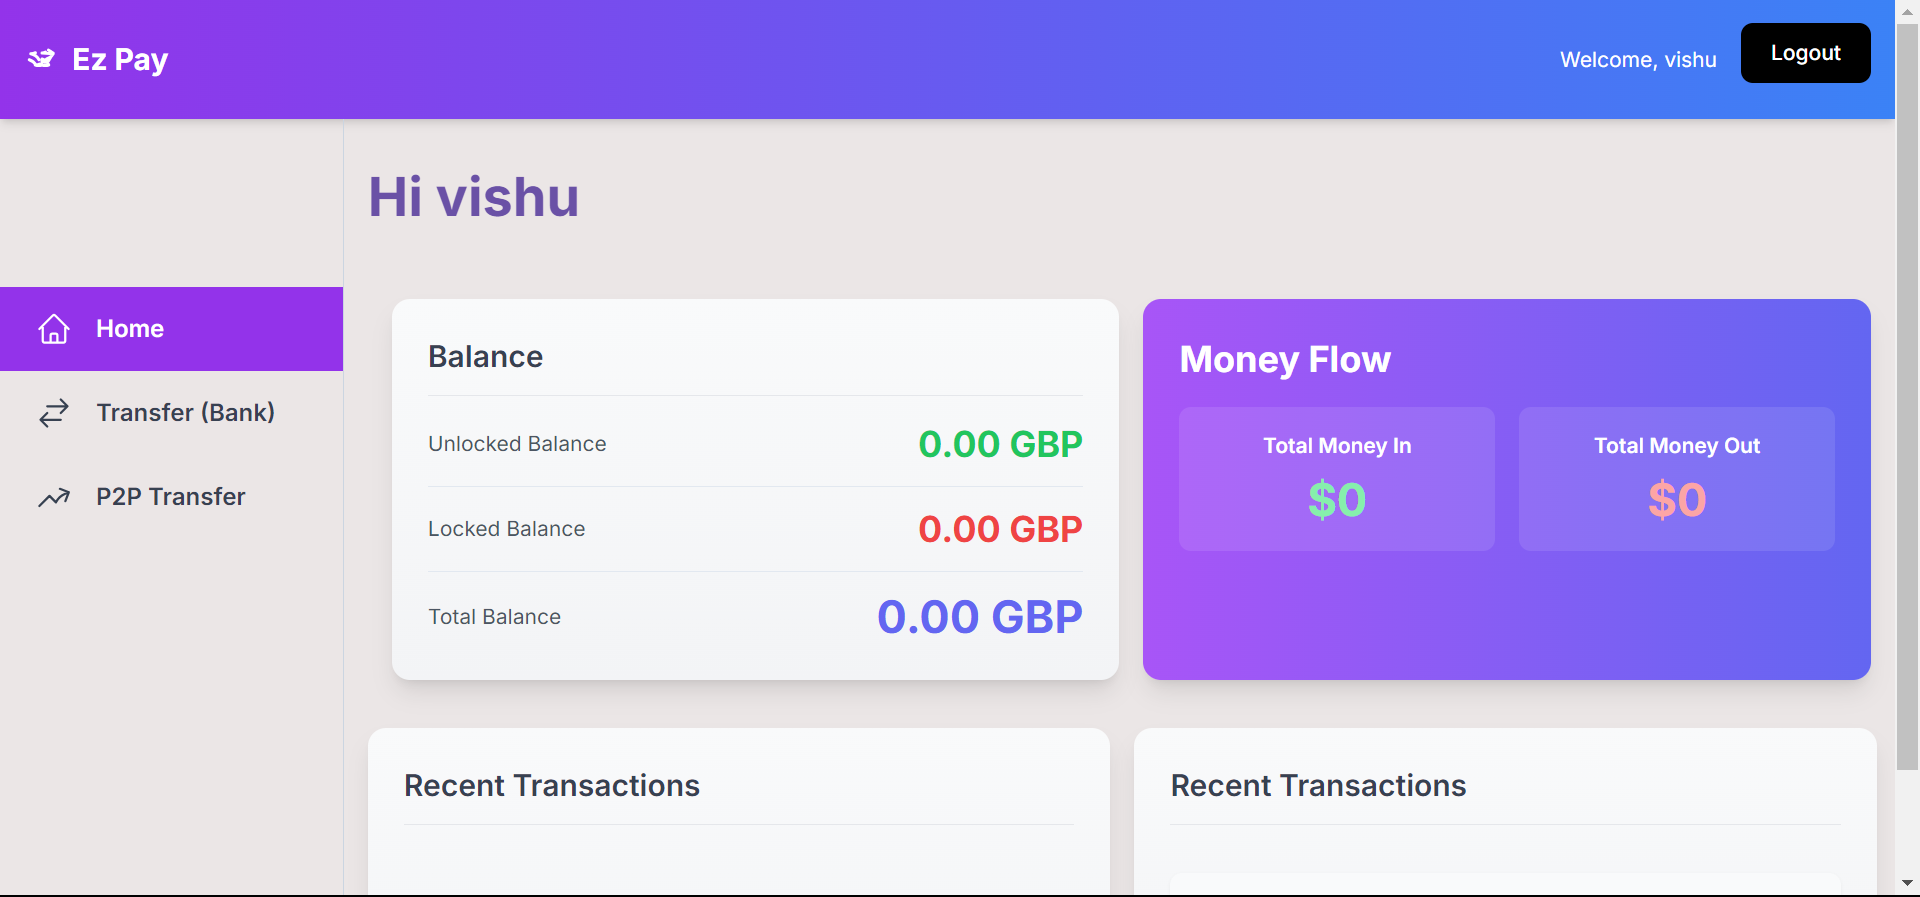 Ez Pay
Welcome, vishu
Logout
Hi vishu
Home
Transfer (Bank)
P2P Transfer
Balance
Unlocked Balance 0.00 GBP
Locked Balance 0.00 GBP
Total Balance 0.00 GBP
Money Flow
Total Money In
$0
Total Money Out
$0
Recent Transactions
Recent Transactions